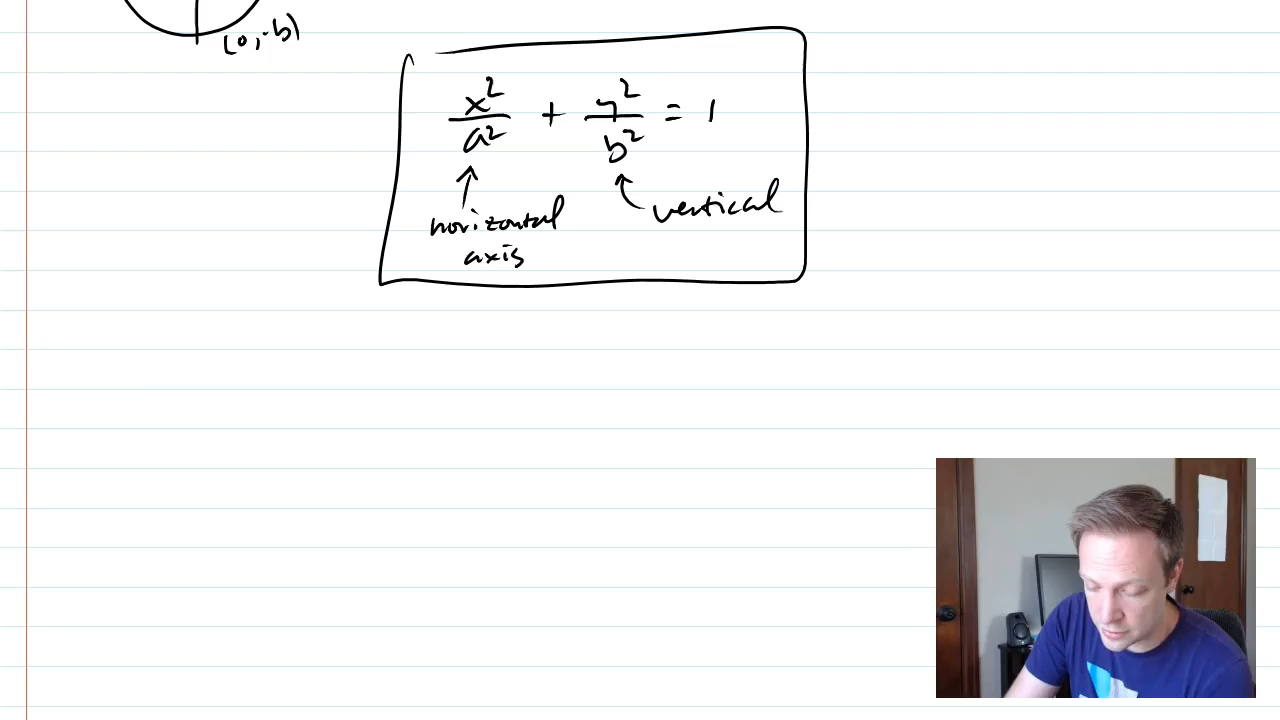 (0,-b)
x²/a² + y²/b² = 1
horizontal axis
vertical